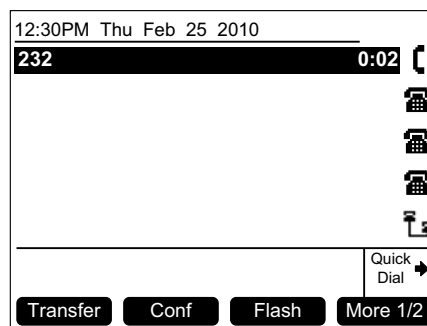 12:30PM Thu Feb 25 2010
232 0:02
Quick
Dial
Transfer Conf Flash More 1/2